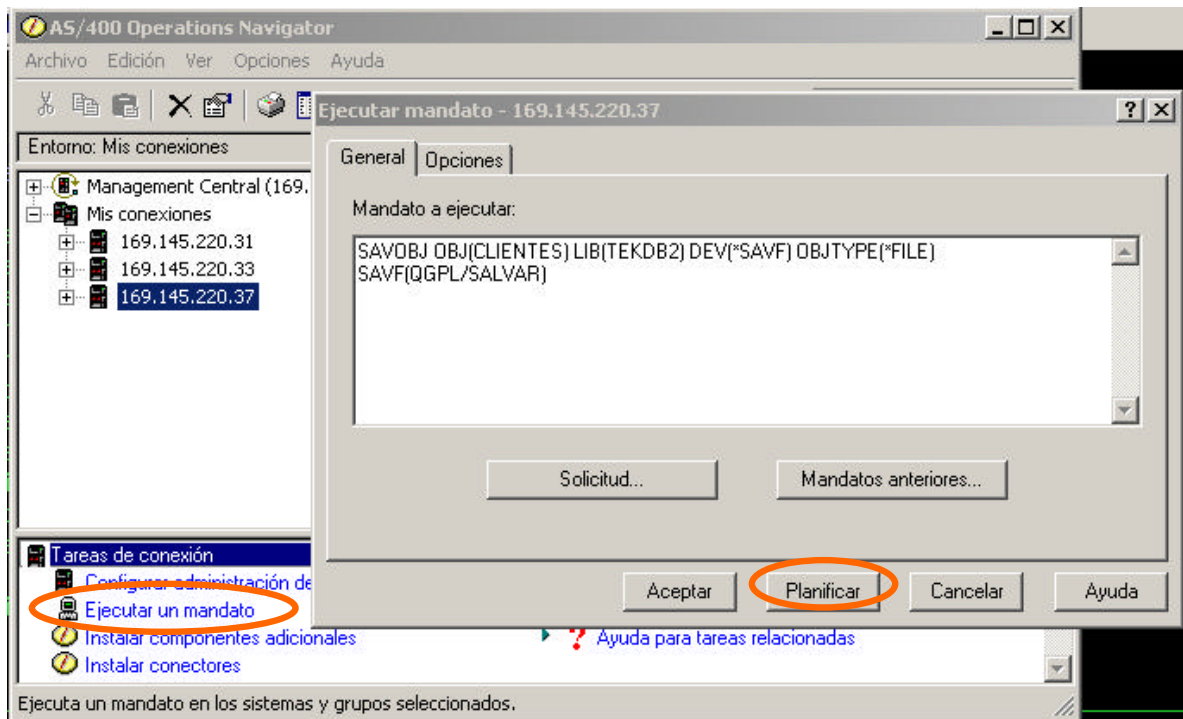 AS/400 Operations Navigator
Archivo Edición Ver Opciones Ayuda
Entorno: Mis conexiones
Management Central (169.
Mis conexiones
169.145.220.31
169.145.220.33
169.145.220.37
Ejecutar mandato - 169.145.220.37
General Opciones
Mandato a ejecutar:
SAVOBJ OBJ(CLIENTES) LIB(TEKDB2) DEV(*SAVF) OBJTYPE(*FILE)
SAVF(QGPL/SALVAR)
Solicitud... Mandatos anteriores...
Aceptar Planificar Cancelar Ayuda
Tareas de conexión
Configurar administración de
Ejecutar un mandato
Instalar componentes adicionales ? Ayuda para tareas relacionadas
Instalar conectores
Ejecuta un mandato en los sistemas y grupos seleccionados.